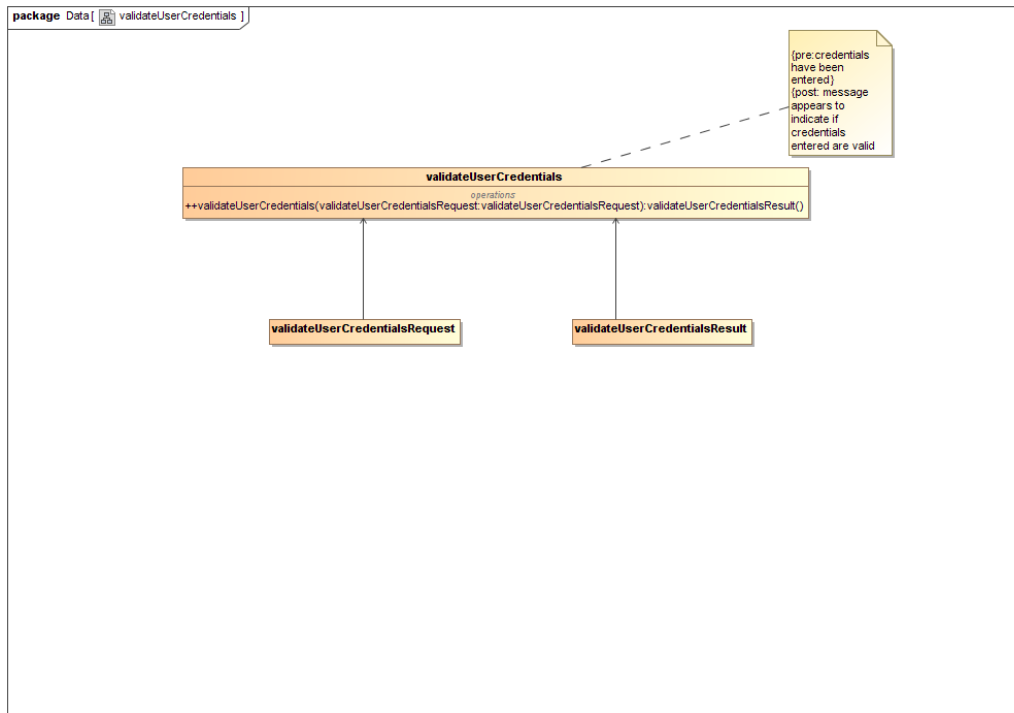 package Data [ validateUserCredentials ]
{pre:credentials
have been
entered}
{post: message
appears to
indicate if
credentials
entered are valid
validateUserCredentials
operations
++validateUserCredentials(validateUserCredentialsRequest:validateUserCredentialsRequest):validateUserCredentialsResult()
validateUserCredentialsRequest
validateUserCredentialsResult